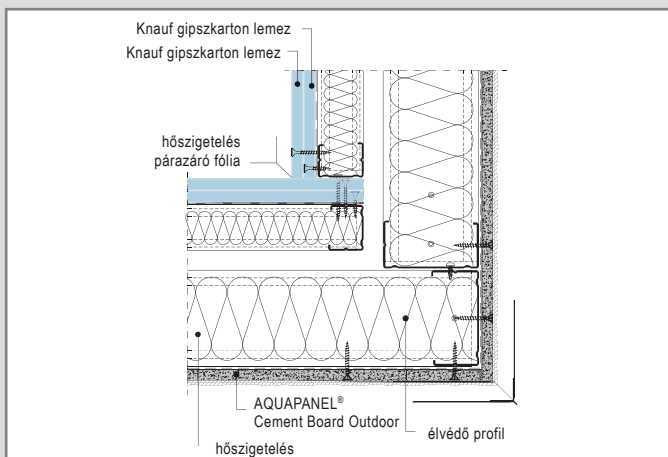 Knauf gipszkarton lemez
Knauf gipszkarton lemez
hőszigetelés
párazáró fólia
AQUAPANEL®
Cement Board Outdoor
élvédő profil
hőszigetelés